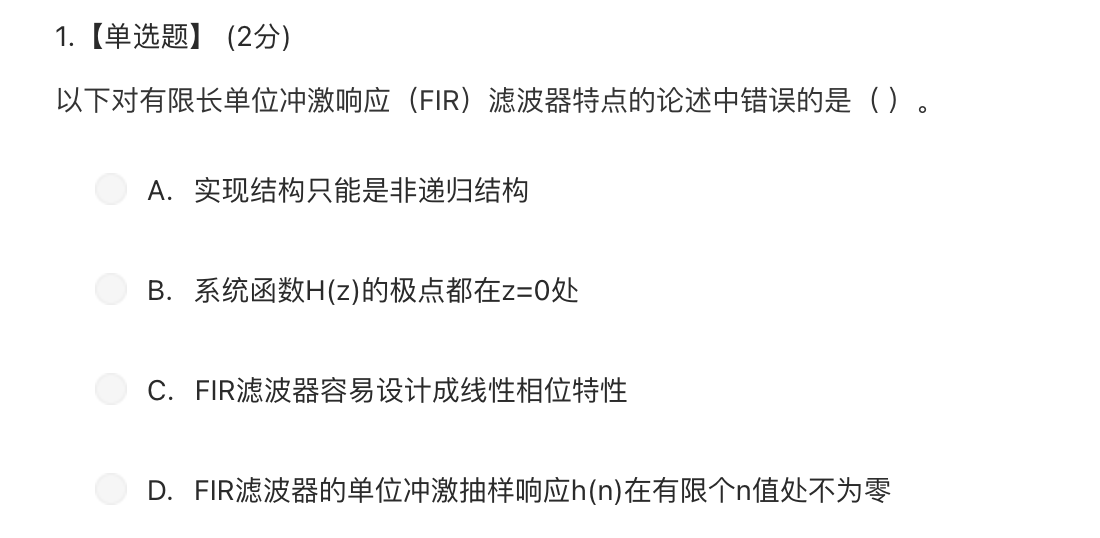 1.【单选题】 (2分)
以下对有限长单位冲激响应（FIR）滤波器特点的论述中错误的是（ ）。
A. 实现结构只能是非递归结构
B. 系统函数H(z)的极点都在z=0处
C. FIR滤波器容易设计成线性相位特性
D. FIR滤波器的单位冲激抽样响应h(n)在有限个n值处不为零